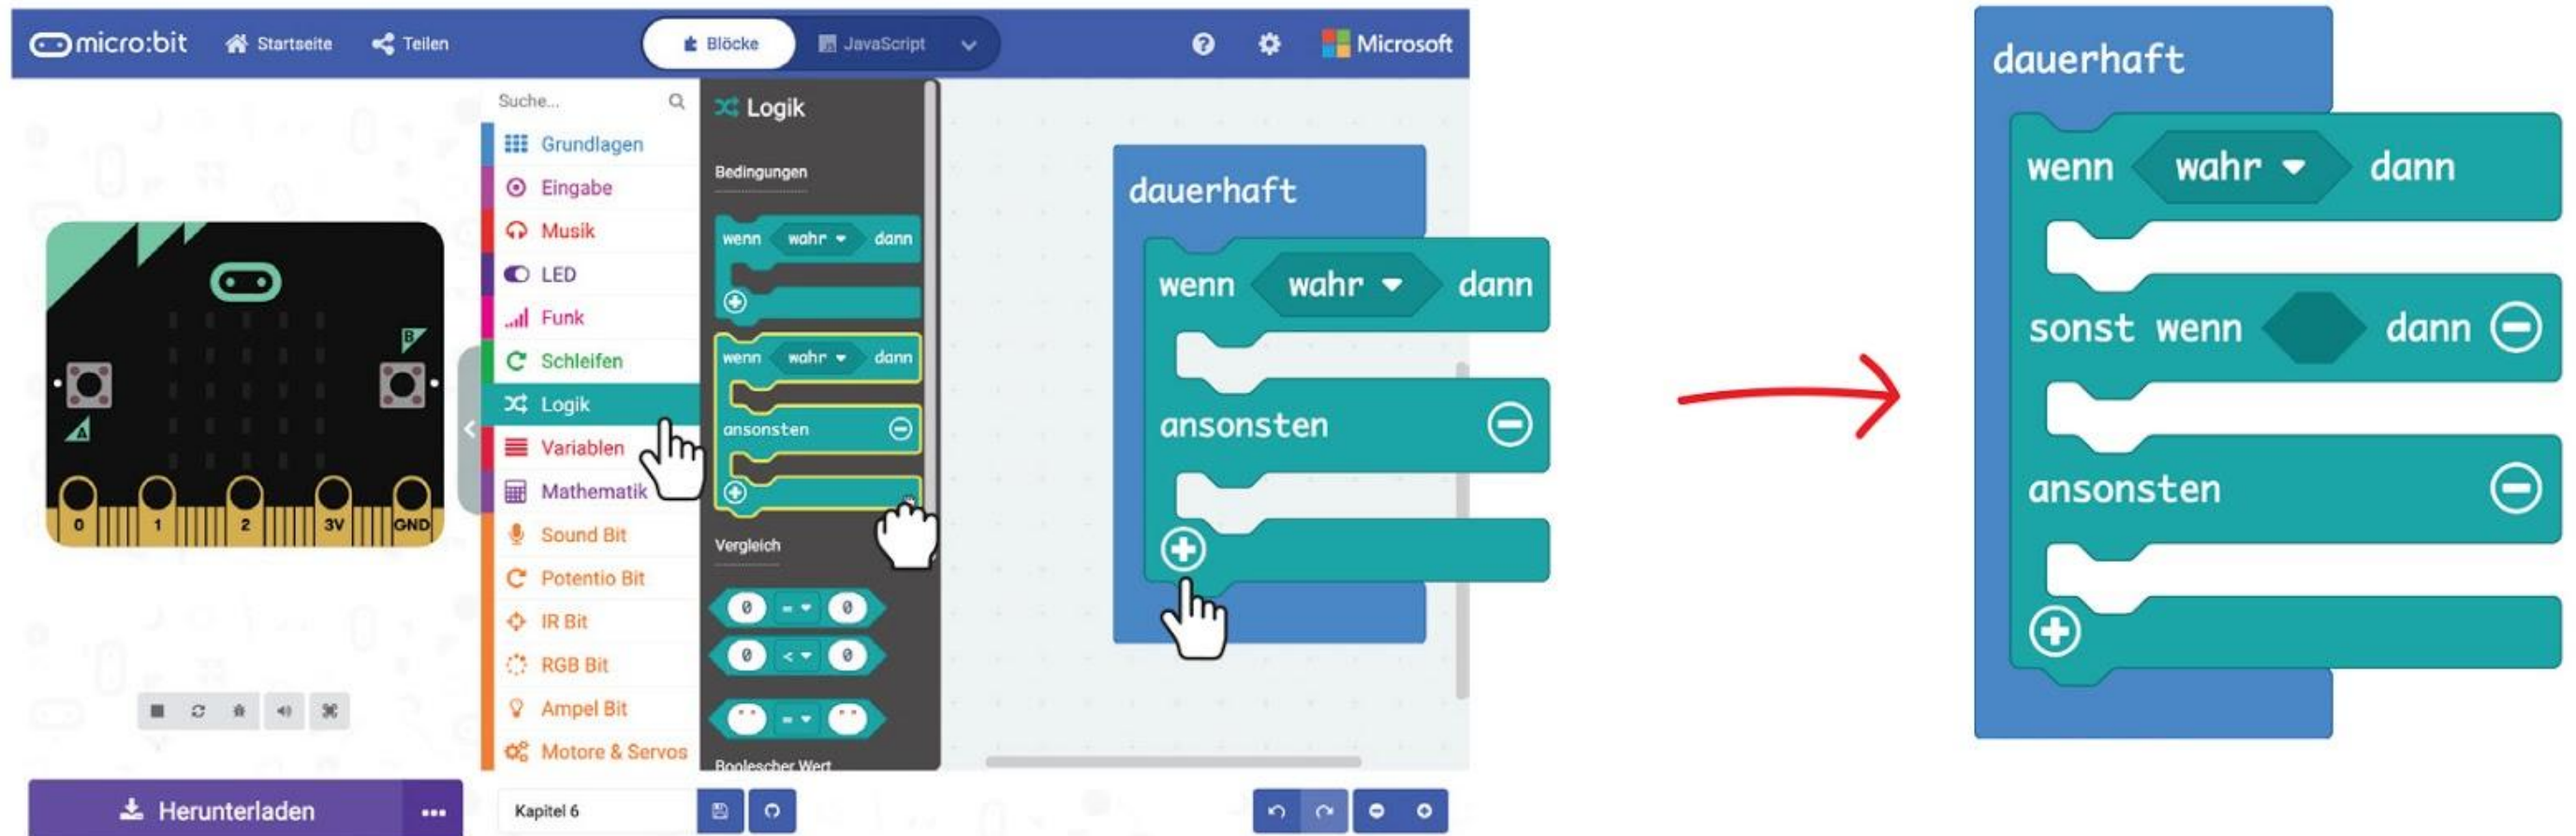 micro:bit
Startseite
Teilen
Blöcke
JavaScript
Microsoft
Suche...
Grundlagen
Eingabe
Musik
LED
Funk
Schleifen
Logik
Variablen
Mathematik
Sound Bit
Potentio Bit
IR Bit
RGB Bit
Ampel Bit
Motore & Servos
Logik
Bedingungen
wenn wahr dann
wenn wahr dann
ansonsten
Vergleich
0 = 0
0 < 0
" " = " "
Boolescher Wert
A
B
0 1 2 3V GND
Herunterladen
...
Kapitel 6
dauerhaft
wenn wahr dann
ansonsten
dauerhaft
wenn wahr dann
sonst wenn dann
ansonsten